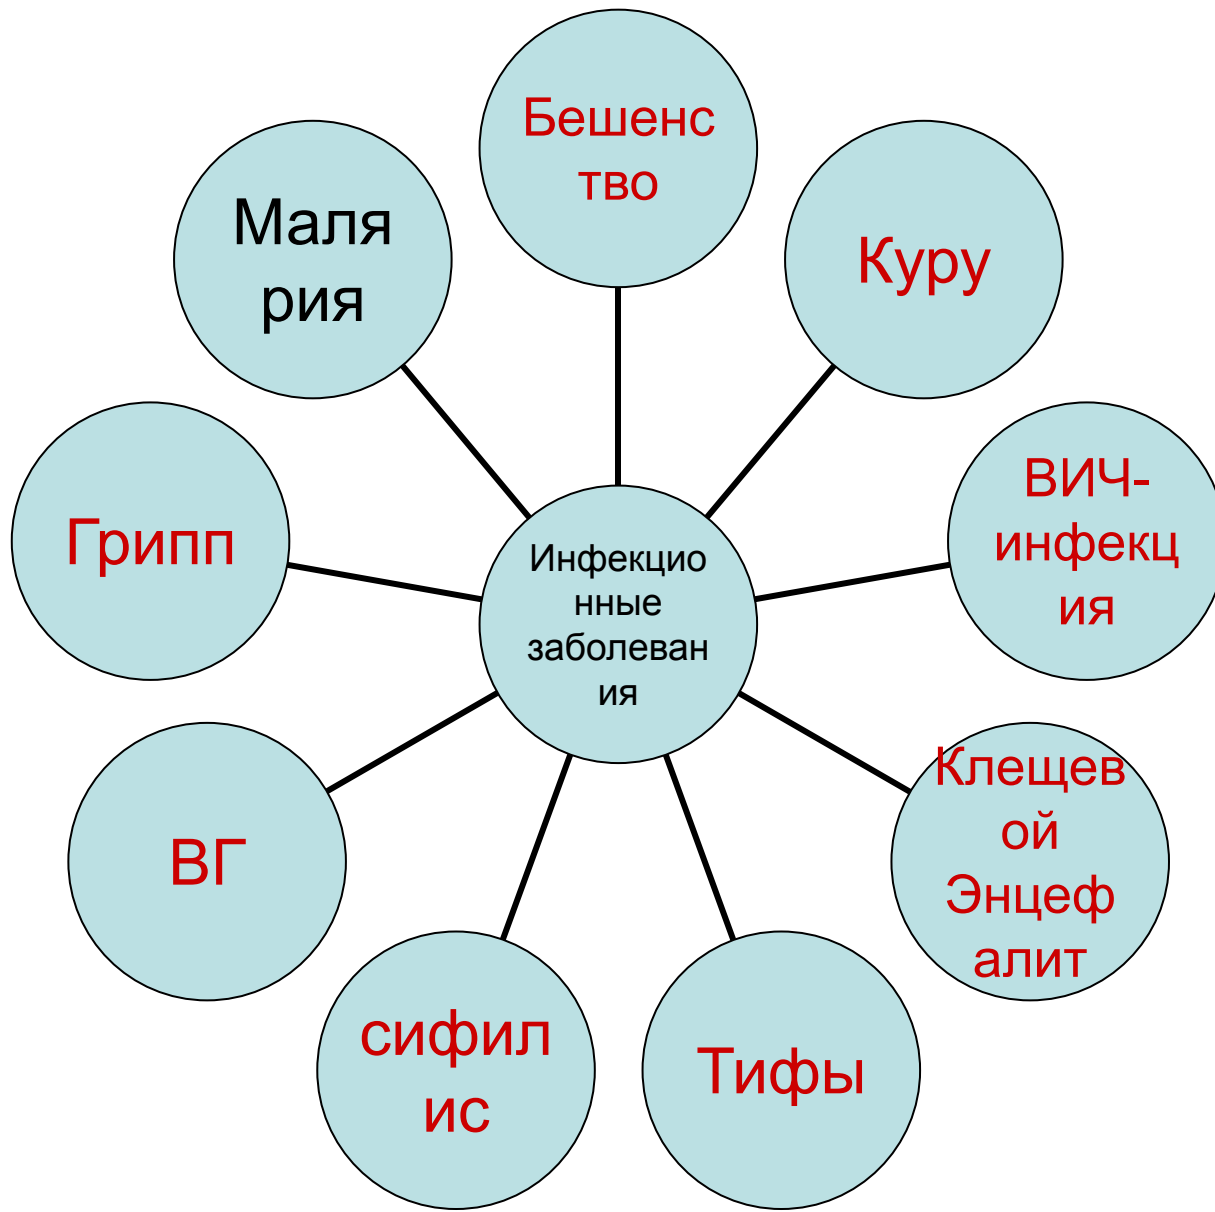 Бешенс
тво
Куру
ВИЧ-
инфекц
ия
Клещев
ой
Энцеф
алит
Тифы
сифил
ис
ВГ
Грипп
Маля
рия
Инфекцио
нные
заболеван
ия